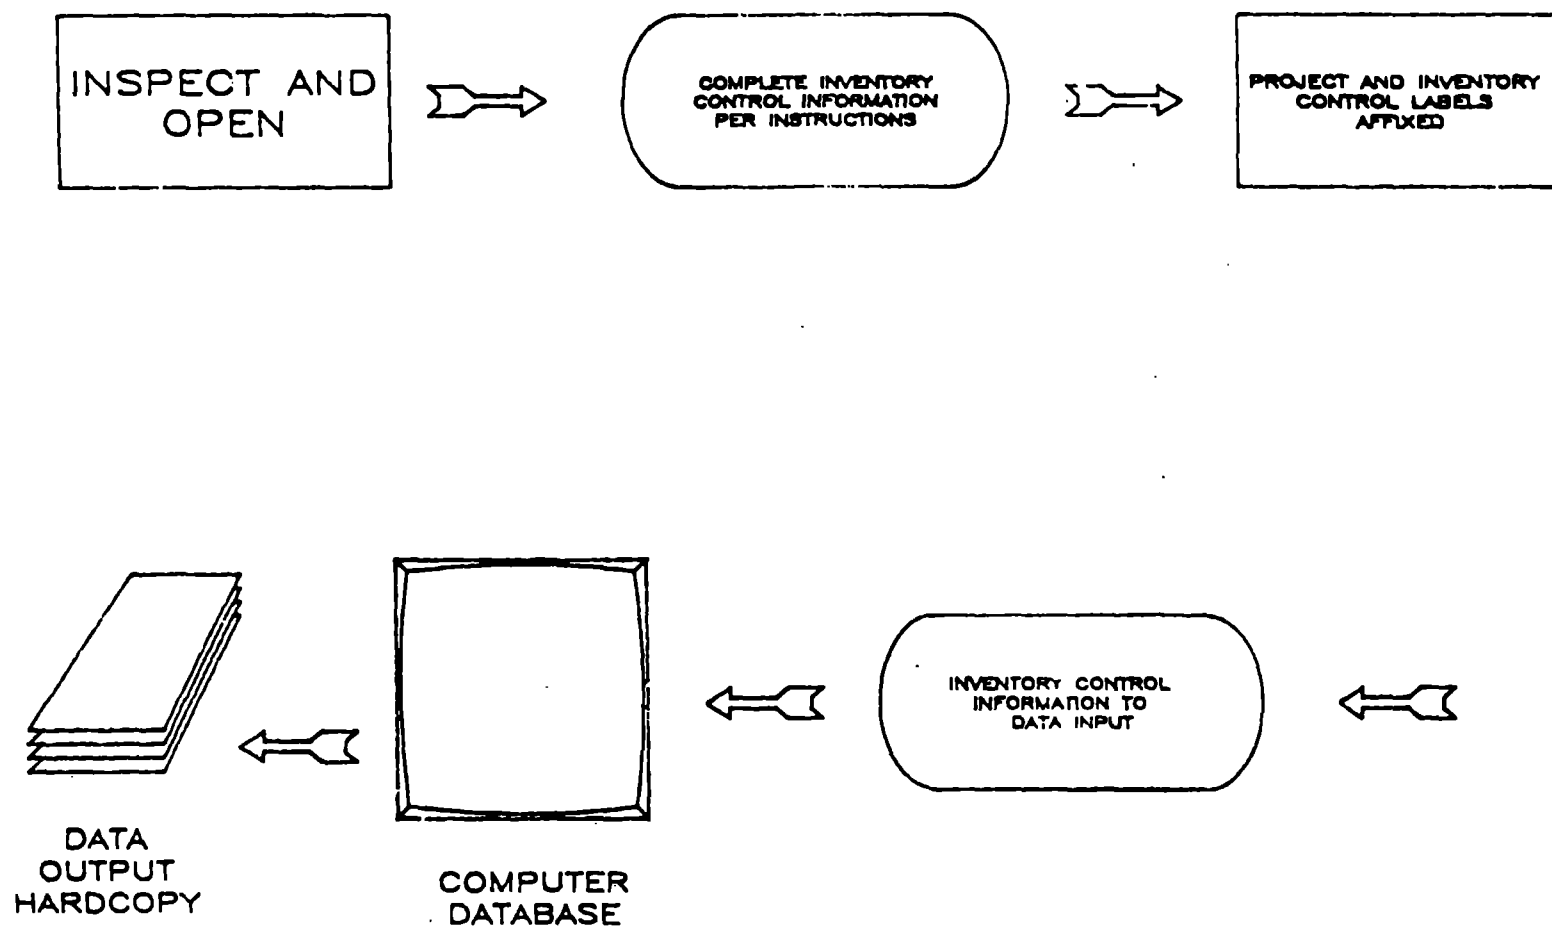 INSPECT AND
OPEN
COMPLETE INVENTORY
CONTROL INFORMATION
PER INSTRUCTIONS
PROJECT AND INVENTORY
CONTROL LABELS
AFFIXED
INVENTORY CONTROL
INFORMATION TO
DATA INPUT
COMPUTER
DATABASE
DATA
OUTPUT
HARDCOPY